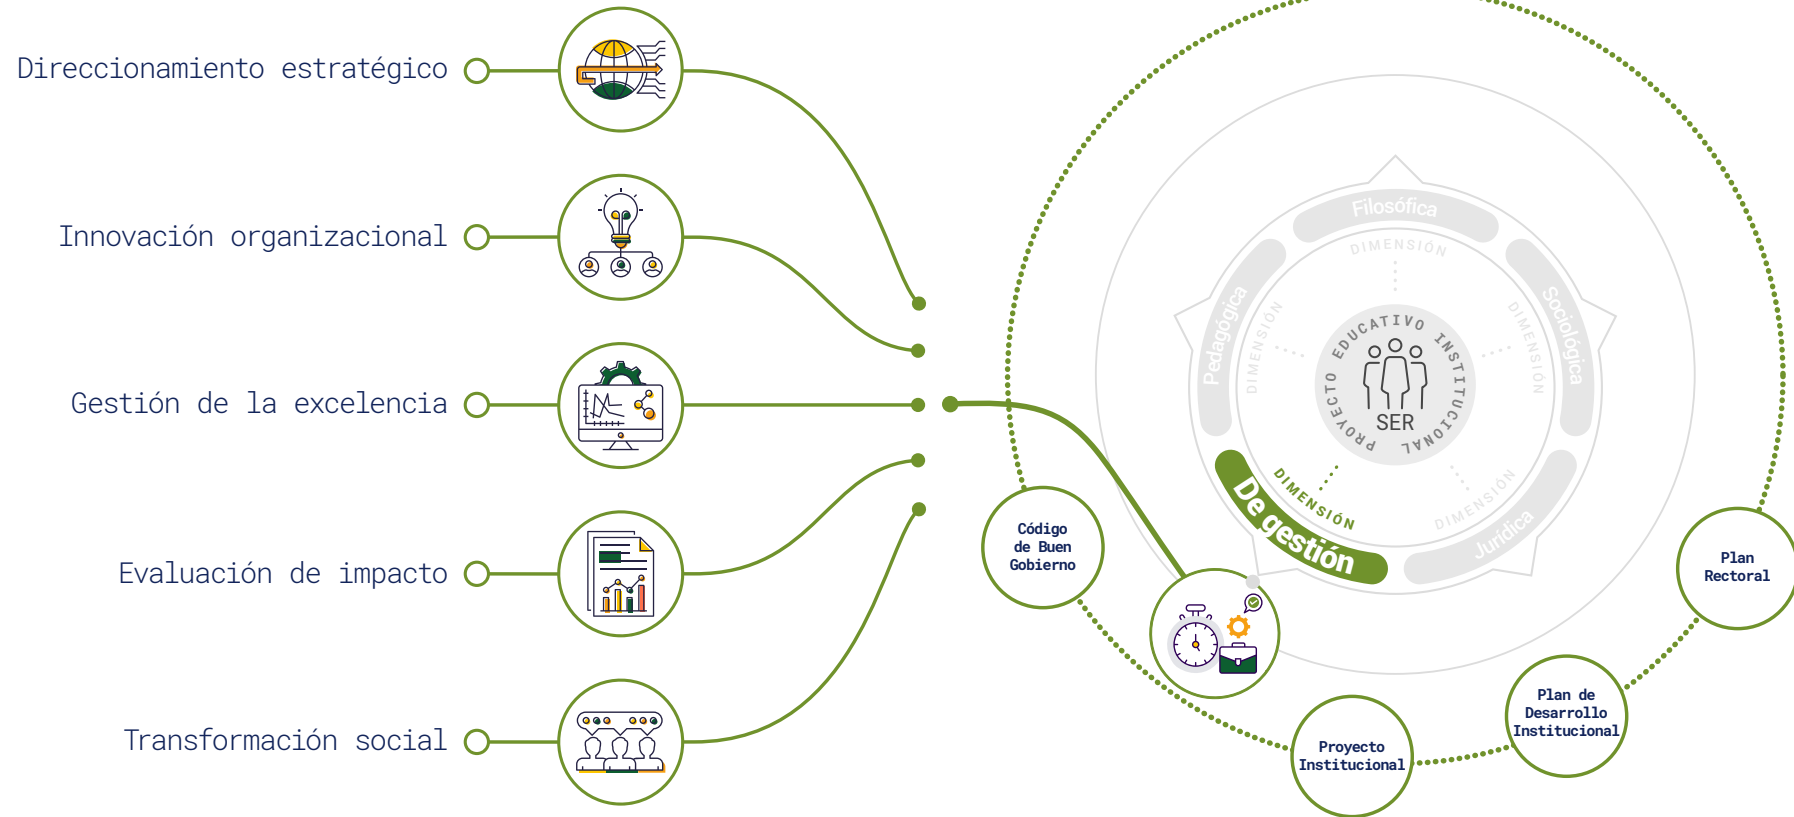 Direccionamiento estratégico
Innovación organizacional
Gestión de la excelencia
Evaluación de impacto
Transformación social
Filosófica
DIMENSIÓN
Sociológica
DIMENSIÓN
Jurídica
DIMENSIÓN
De gestión
DIMENSIÓN
Pedagógica
DIMENSIÓN
PROYECTO EDUCATIVO INSTITUCIONAL
SER
Código
de Buen
Gobierno
Proyecto
Institucional
Plan de
Desarrollo
Institucional
Plan
Rectoral